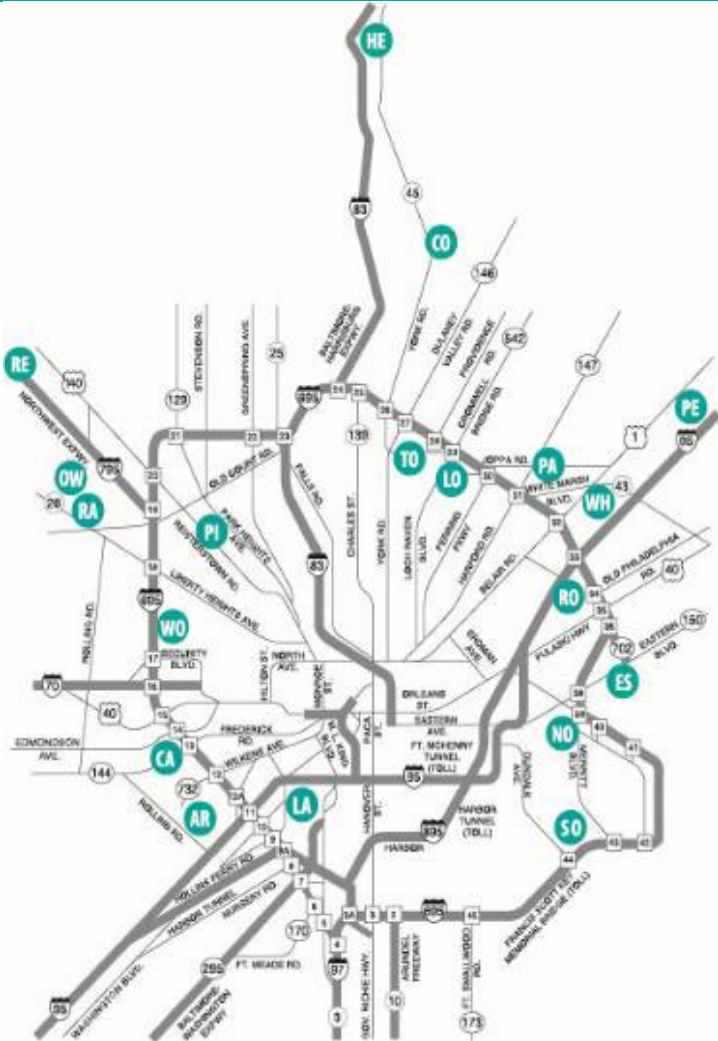 HE
45
83
CO
146
BALTIMORE-
HARRISBURG
EXPWY
YORK RD.
DULANEY
VALLEY RD.
PROVIDENCE
RD.
542
CROMWELL
BRIDGE RD.
147
RE
140
NORTHWEST EXPWY
795
129
STEVENSON RD.
GREENSPRING AVE.
25
695
24
25
26
27
28
29
30
31
32
33
34
35
36
PE
1
95
21
22
23
139
TO
LO
PA
OPPA RD.
WHITE MARSH
BLVD.
43
WH
OW
RA
26
20
19
18
OLD COURT RD.
FALLS RD.
CHARLES ST.
YORK RD.
LOCH RAVEN
BLVD.
PERRING
PKWY
HARFORD RD.
BELAIR RD.
PI
PARK HEIGHTS
AVE.
REISTERSTOWN RD.
LIBERTY HEIGHTS AVE.
83
OLD PHILADELPHIA
RD.
40
RO
ROLLING RD.
695
WO
17
SECURITY
BLVD.
HILTON ST.
NORTH
AVE.
MONROE
ST.
ERDMAN
AVE.
PULASKI HWY
702
EASTERN
BLVD.
150
ES
70
16
40
15
14
13
ORLEANS
ST.
EASTERN
AVE.
FT. MCHENRY
TUNNEL
(TOLL)
38
39
40
41
NO
EDMONDSON
AVE.
144
CA
FREDERICK
RD.
WILKENS AVE.
M. L. KING
BLVD.
PACA
ST.
95
DUNDALK
AVE.
MERRITT
BLVD.
12
732
12A
AR
ROLLING RD.
11
10
9
8A
8
7
6
5
4
LA
HANOVER
ST.
HARBOR
TUNNEL
(TOLL)
HARBOR
895
SO
44
43
42
HOLLINS FERRY RD.
HARBOR TUNNEL
NURSERY RD.
170
FT. MEADE RD.
3
2
695
FRANCIS SCOTT KEY
MEMORIAL BRIDGE (TOLL)
295
97
3
GOV. RICHIE HWY.
ARUNDEL
FREEWAY
10
FT. SMALLWOOD
RD.
173
95
WASHINGTON BLVD.
BALTIMORE-
WASHINGTON
EXPWY